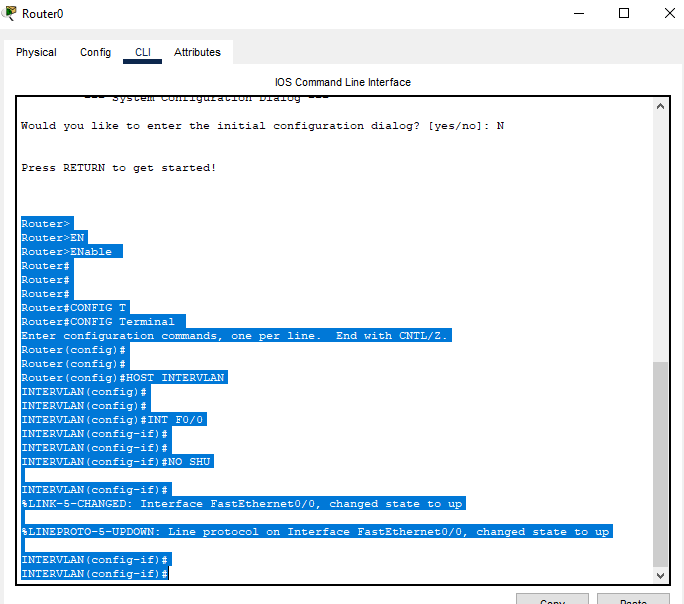 Router0
Physical Config CLI Attributes
IOS Command Line Interface
--- System Configuration Dialog ---
Would you like to enter the initial configuration dialog? [yes/no]: N
Press RETURN to get started!
Router>
Router>EN
Router>ENable
Router#
Router#
Router#
Router#CONFIG T
Router#CONFIG Terminal
Enter configuration commands, one per line.  End with CNTL/Z.
Router(config)#
Router(config)#
Router(config)#HOST INTERVLAN
INTERVLAN(config)#
INTERVLAN(config)#
INTERVLAN(config)#INT F0/0
INTERVLAN(config-if)#
INTERVLAN(config-if)#
INTERVLAN(config-if)#NO SHU
INTERVLAN(config-if)#
%LINK-5-CHANGED: Interface FastEthernet0/0, changed state to up
%LINEPROTO-5-UPDOWN: Line protocol on Interface FastEthernet0/0, changed state to up
INTERVLAN(config-if)#
INTERVLAN(config-if)#
Copy Paste